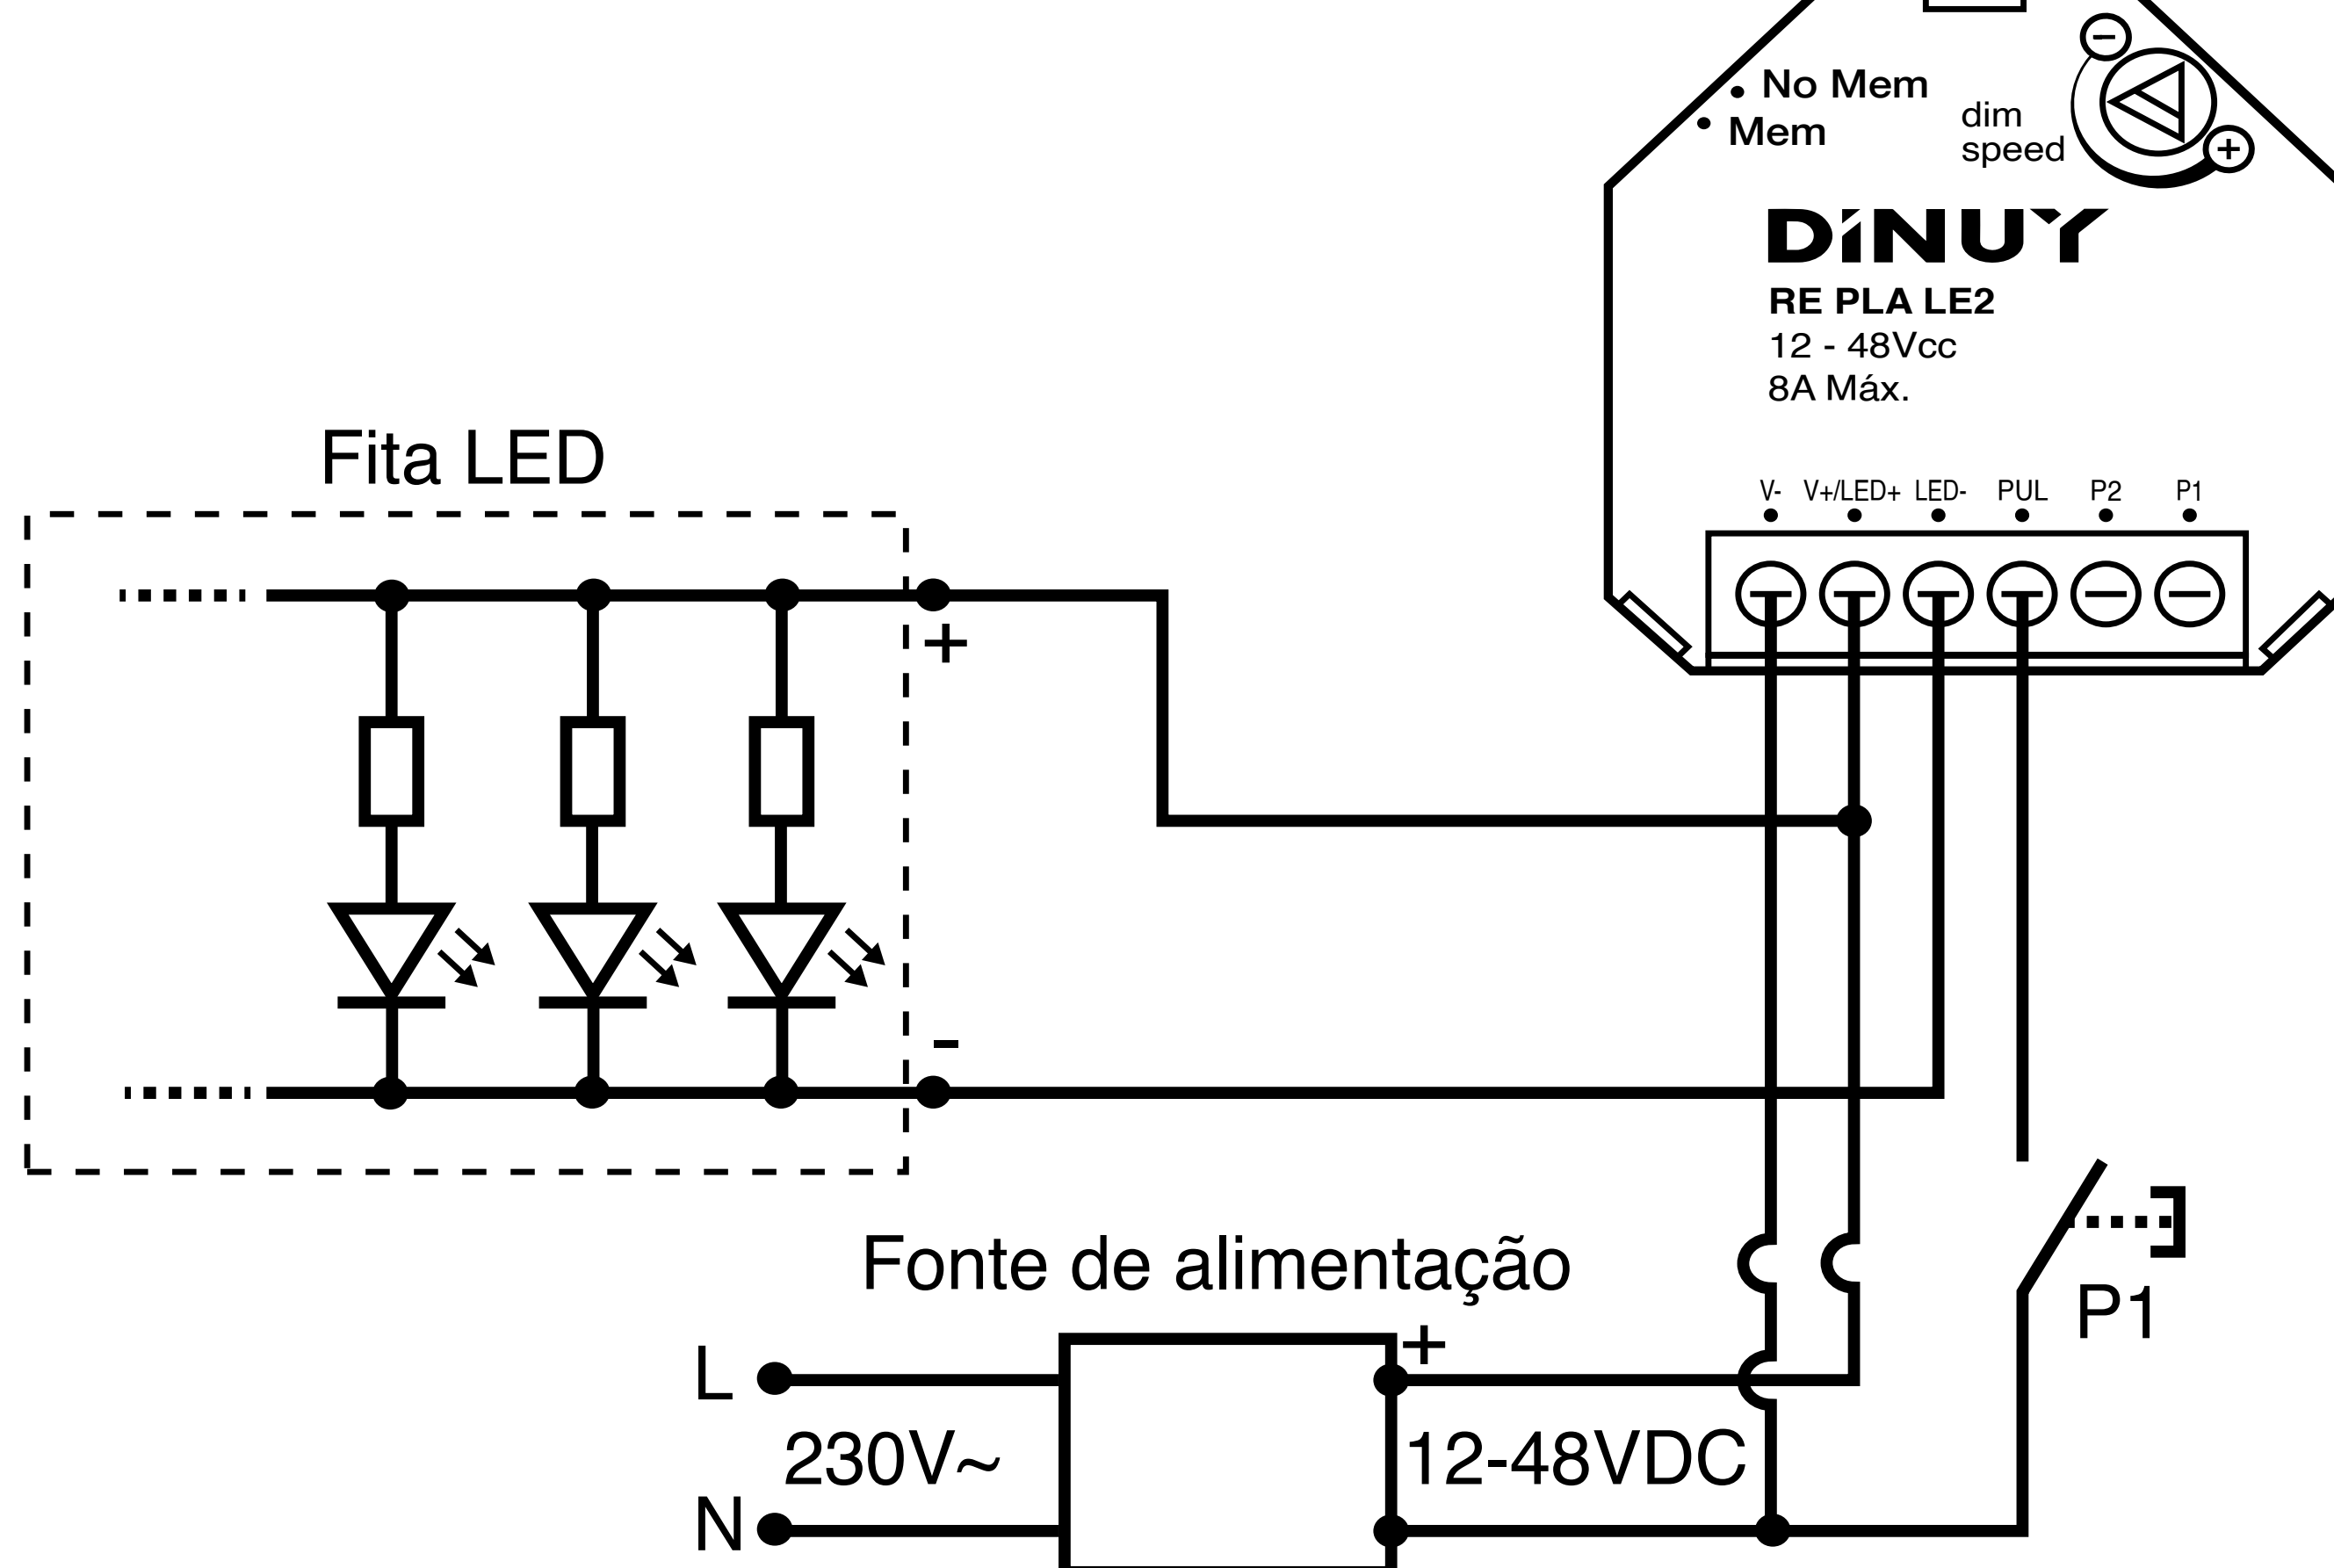 -
No Mem
Mem
dim
speed
+
DiNUY
RE PLA LE2
12 - 48Vcc
8A Máx.
V- V+/LED+ LED- PUL P2 P1
Fita LED
+
-
Fonte de alimentação
P1
+
L
230V~
12-48VDC
N